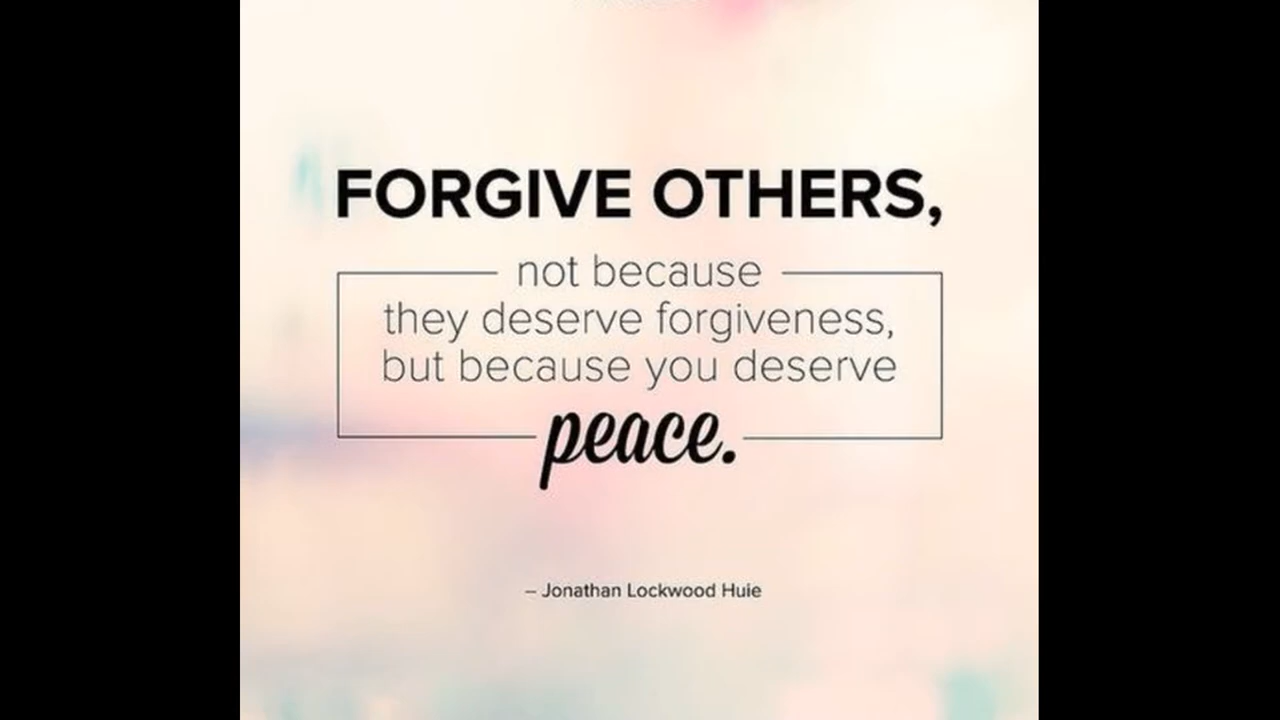 FORGIVE OTHERS,
not because
they deserve forgiveness,
but because you deserve
peace.
– Jonathan Lockwood Huie